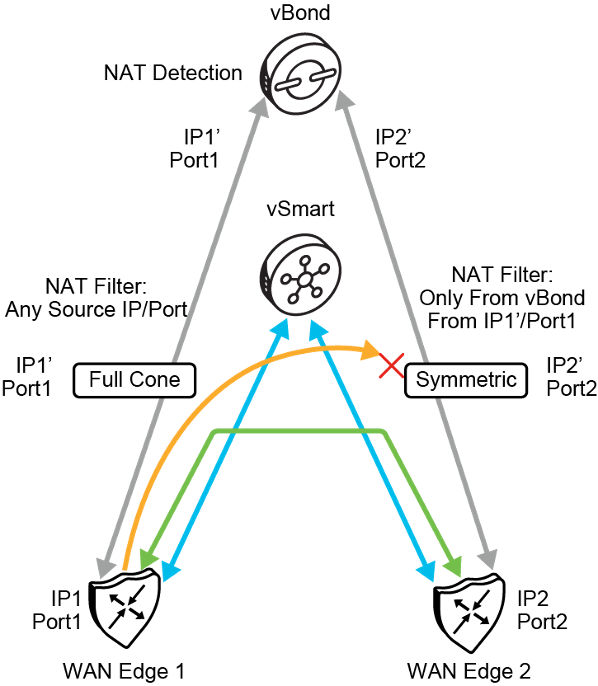 vBond
NAT Detection
IP1’
Port1
IP2’
Port2
vSmart
NAT Filter:
Any Source IP/Port
NAT Filter:
Only From vBond
From IP1’/Port1
IP1’
Port1
Full Cone
Symmetric
IP2’
Port2
IP1
Port1
IP2
Port2
WAN Edge 1
WAN Edge 2